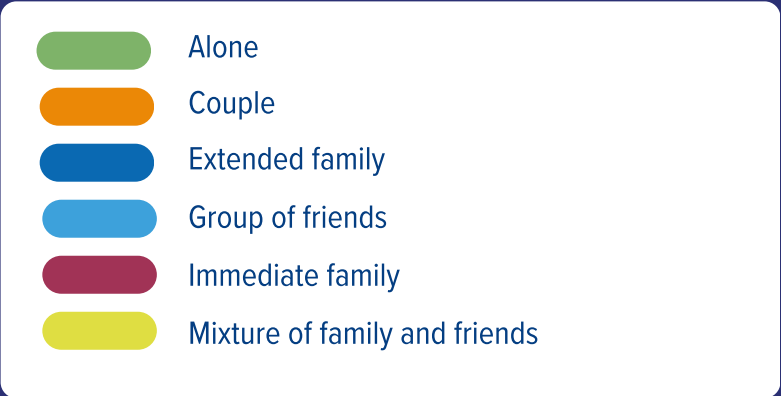 Alone
Couple
Extended family
Group of friends
Immediate family
Mixture of family and friends